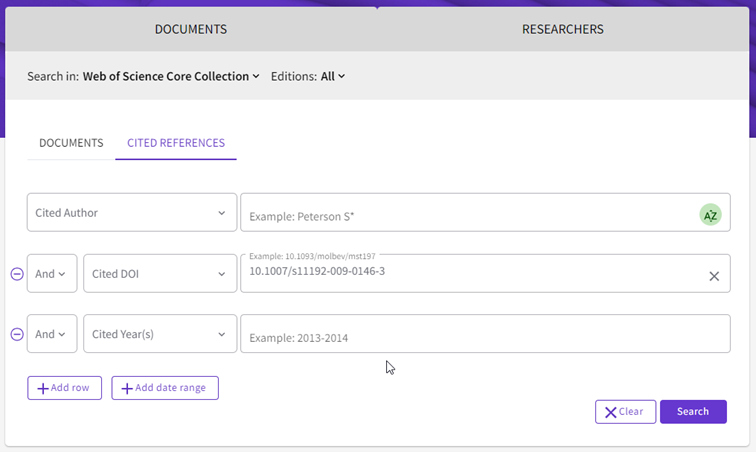 DOCUMENTS RESEARCHERS
Search in: Web of Science Core Collection Editions: All
DOCUMENTS CITED REFERENCES
Cited Author Example: Peterson S* AZ
Example: 10.1093/molbev/mst197
And Cited DOI 10.1007/s11192-009-0146-3
And Cited Year(s) Example: 2013-2014
Add row Add date range
Clear Search